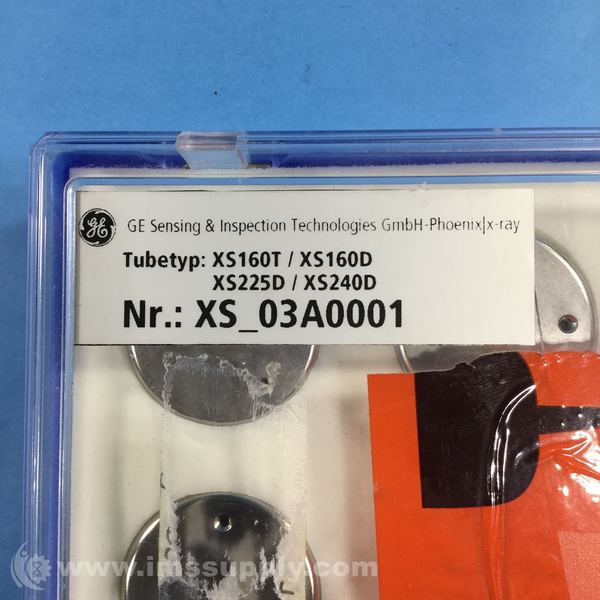 GE GE Sensing & Inspection Technologies GmbH-Phoenix|x-ray
Tubetyp: XS160T / XS160D
XS225D / XS240D
Nr.: XS_03A0001
www.imssupply.com